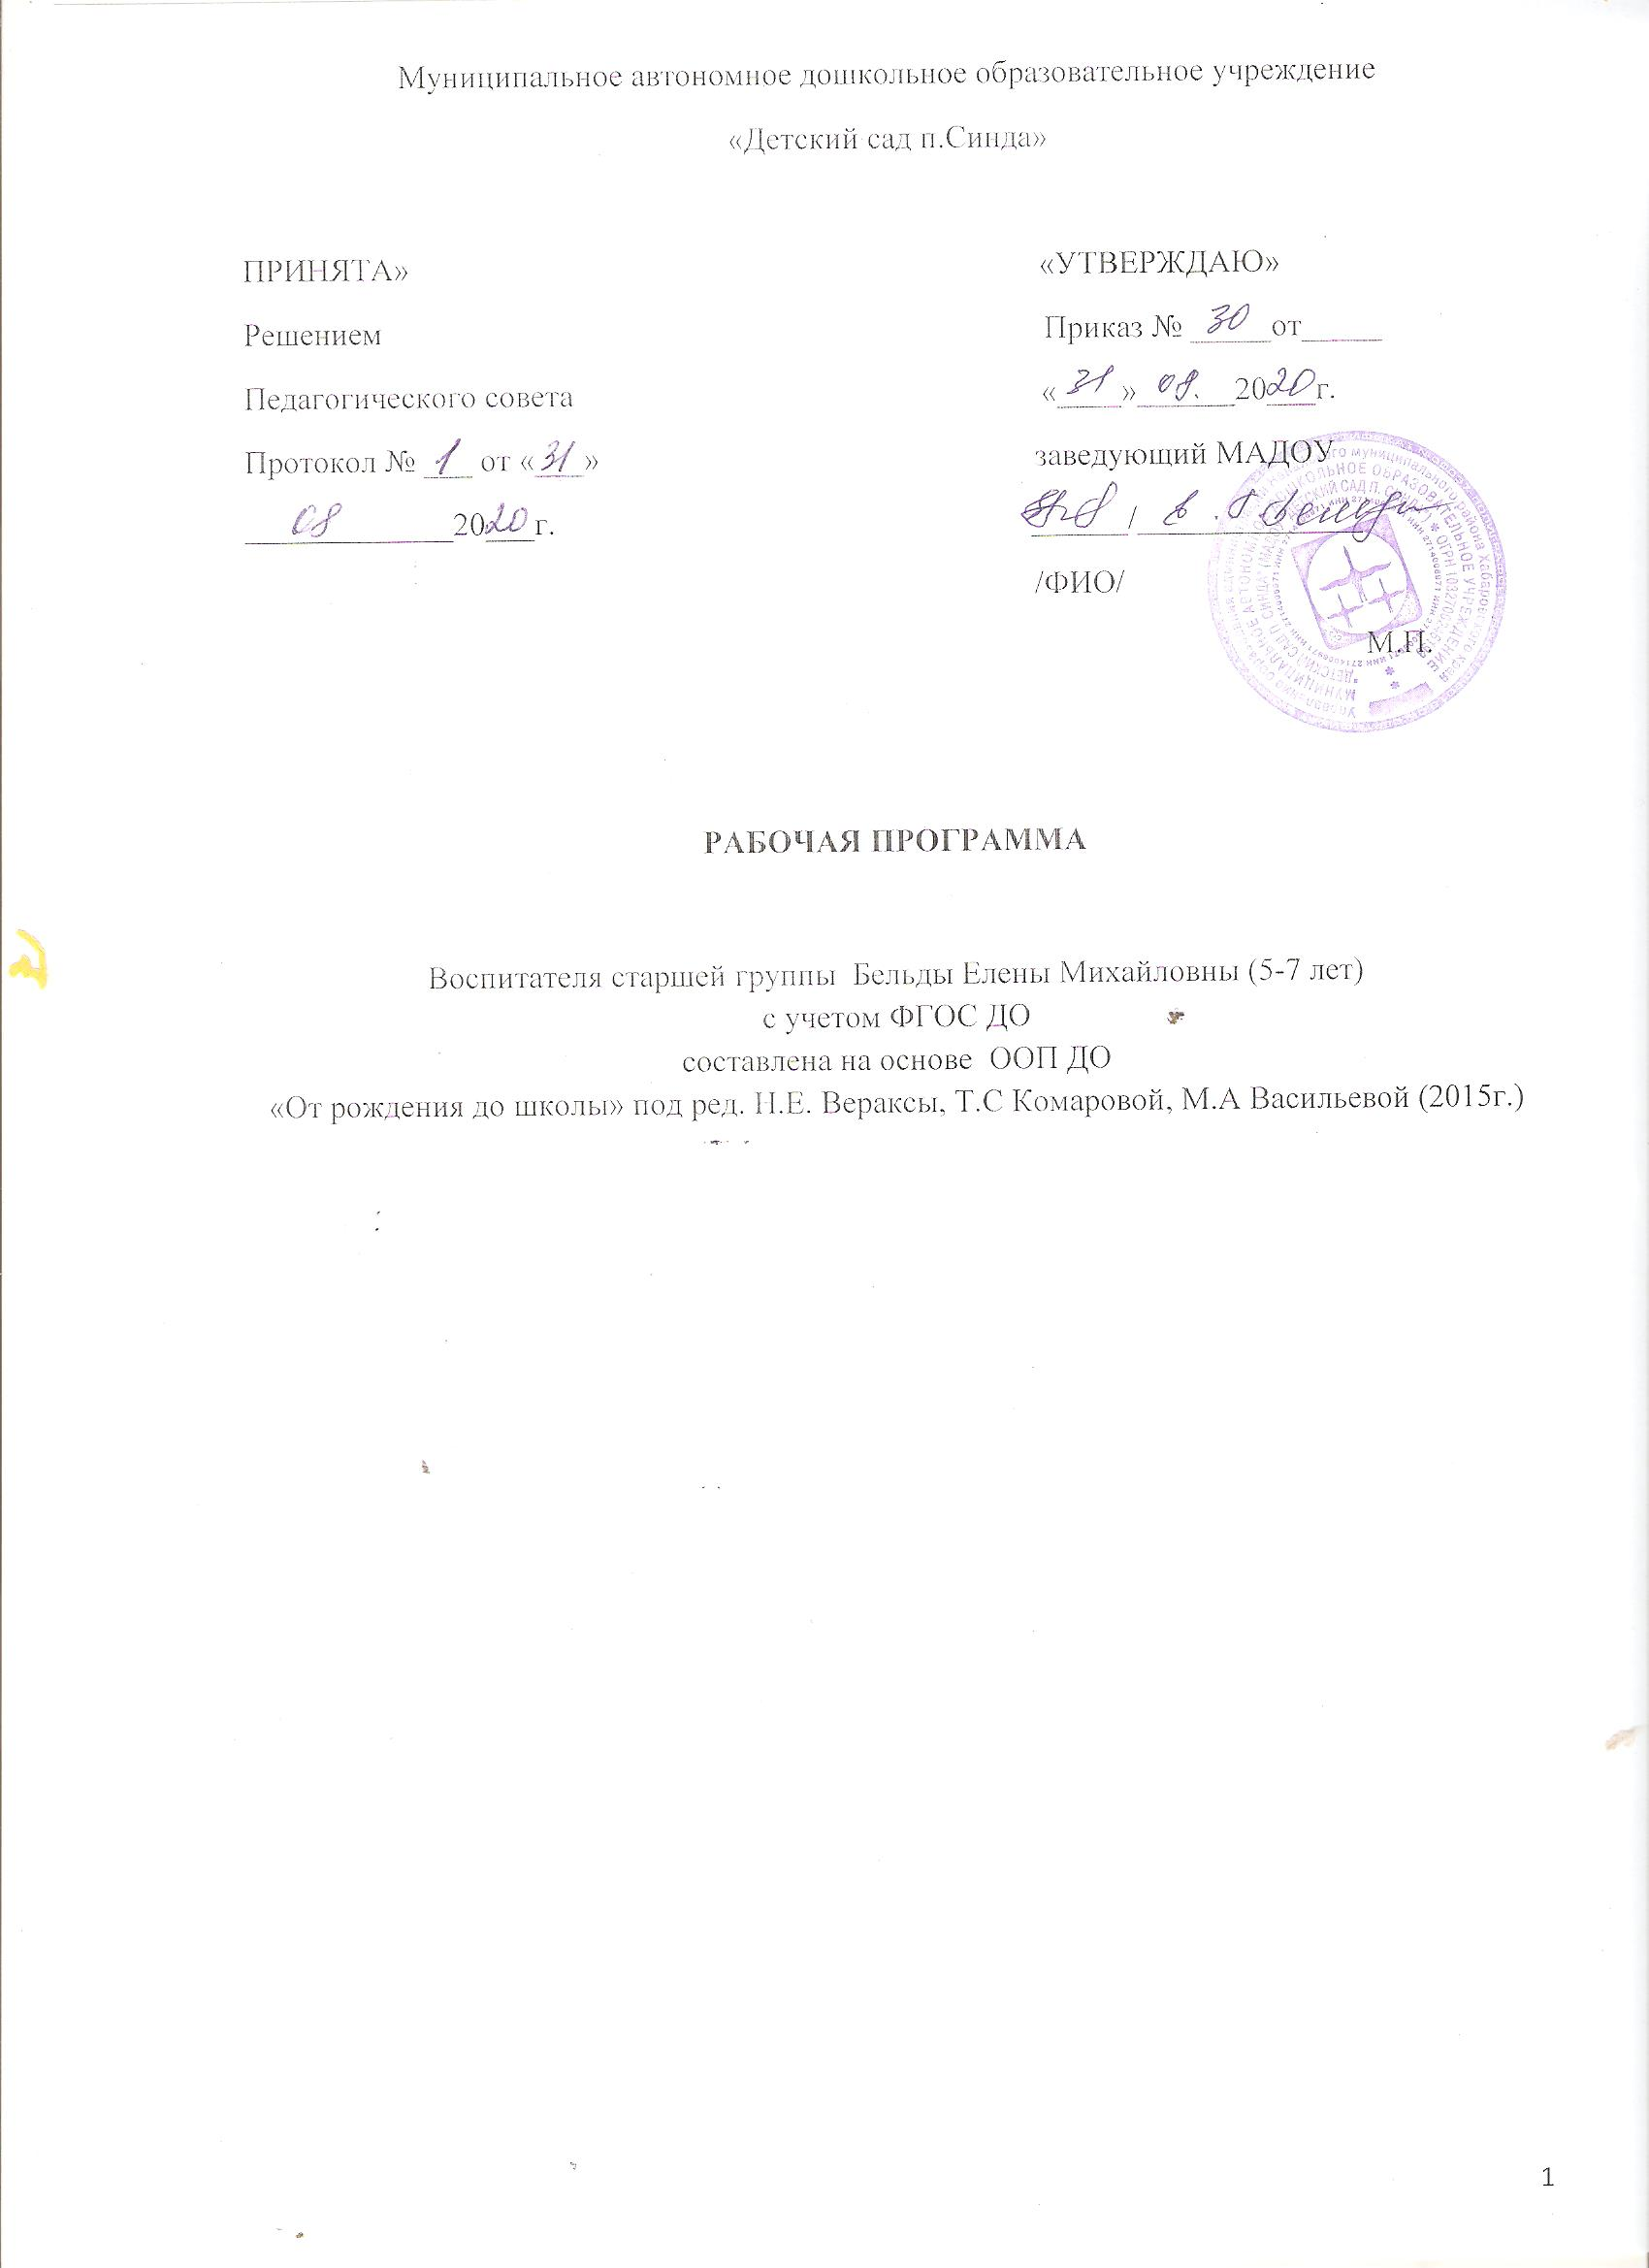 Муниципальное автономное дошкольное образовательное учреждение
«Детский сад п.Синда»
ПРИНЯТА»
Решением
Педагогического совета
Протокол № 1 от «31»
08 2020 г.
«УТВЕРЖДАЮ»
Приказ № 30 от
«31» 08. 2020 г.
заведующий МАДОУ
/
/ФИО/
М.П.
РАБОЧАЯ ПРОГРАММА
Воспитателя старшей группы Бельды Елены Михайловны (5-7 лет)
с учетом ФГОС ДО
составлена на основе ООП ДО
«От рождения до школы» под ред. Н.Е. Вераксы, Т.С Комаровой, М.А Васильевой (2015г.)
1